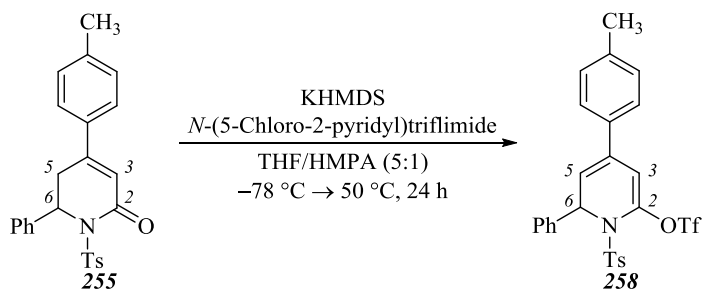 CH3
5
3
6
2
Ph
N
O
Ts
255
KHMDS
N-(5-Chloro-2-pyridyl)triflimide
THF/HMPA (5:1)
–78 °C → 50 °C, 24 h
CH3
5
3
6
2
Ph
N
OTf
Ts
258